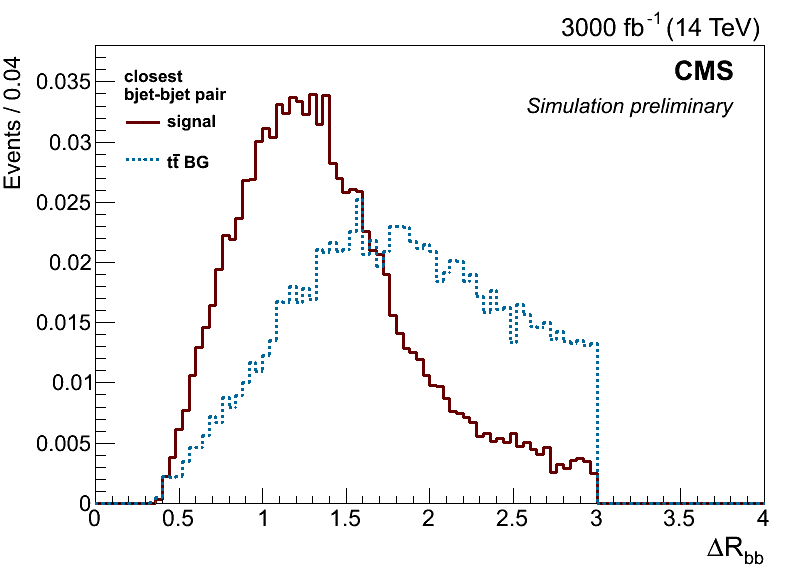 3000 fb⁻¹ (14 TeV)
CMS
Simulation preliminary
closest
bjet-bjet pair
signal
tt̄ BG
Events / 0.04
0.035
0.03
0.025
0.02
0.015
0.01
0.005
0
0 0.5 1 1.5 2 2.5 3 3.5 4
ΔR_bb